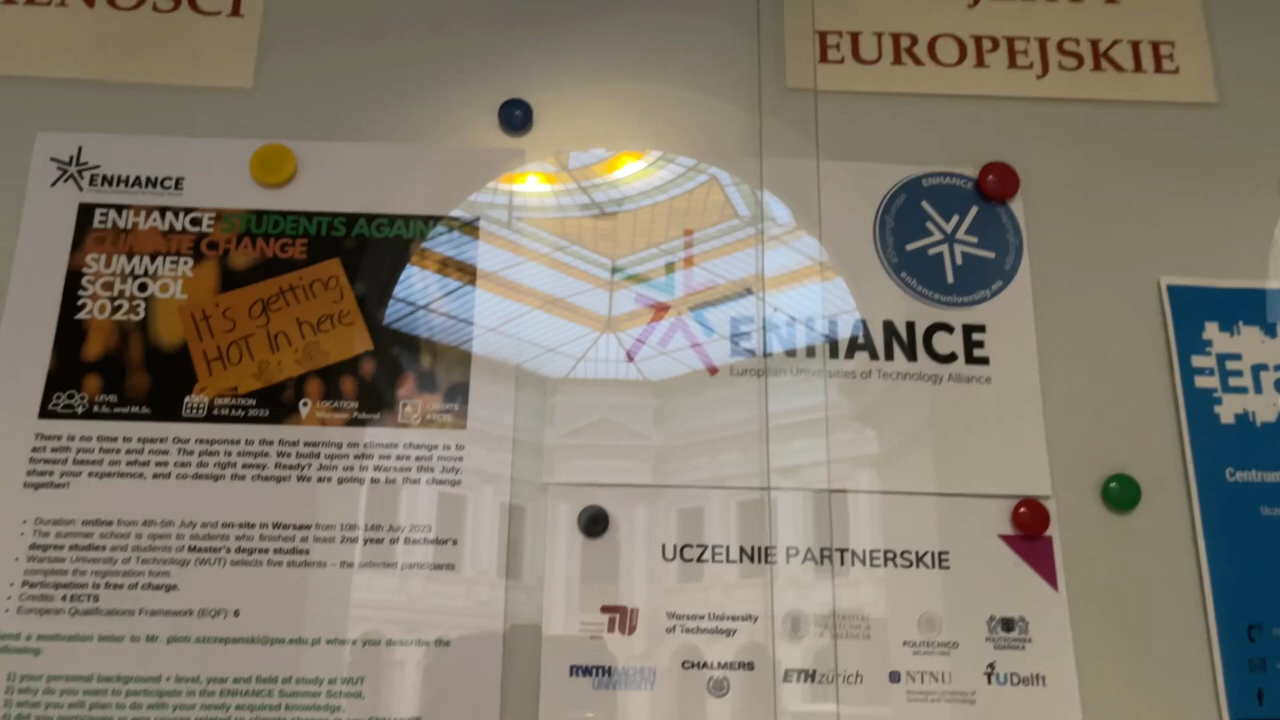 EUROPEJSKIE
ENHANCE
ENHANCE STUDENTS AGAINST
CLIMATE CHANGE
SUMMER
SCHOOL
2023
It's getting
HOT In here
LEVEL
B.Sc. and M.Sc.
DURATION
4-14 July 2023
LOCATION
Warsaw, Poland
CREDITS
4 ECTS
There is no time to spare! Our response to the final warning on climate change is to
act with you here and now. The plan is simple. We build upon who we are and move
forward based on what we can do right away. Ready? Join us in Warsaw this July,
share your experience, and co-design the change! We are going to be that change
together!
• Duration: online from 4th-5th July and on-site in Warsaw from 10th-14th July 2023
• The summer school is open to students who finished at least 2nd year of Bachelor's
degree studies and students of Master's degree studies
• Warsaw University of Technology (WUT) selects five students – the selected participants
complete the registration form.
• Participation is free of charge.
• Credits: 4 ECTS
• European Qualifications Framework (EQF): 6
a motivation letter to Mr. piotr.szczepanski@pw.edu.pl where you describe the
1) your personal background + level, year and field of study at WUT
2) why do you want to participate in the ENHANCE Summer School,
3) what you will plan to do with your newly acquired knowledge,
ENHANCE
enhanceuniversity.eu
ENHANCE
European Universities of Technology Alliance
UCZELNIE PARTNERSKIE
Warsaw University
of Technology
POLITECNICO
MILANO 1863
POLITECHNIKA
GDAŃSKA
RWTH AACHEN
UNIVERSITY
CHALMERS
ETH zürich
NTNU
Norwegian University of
Science and Technology
TU Delft
Era
Centrum